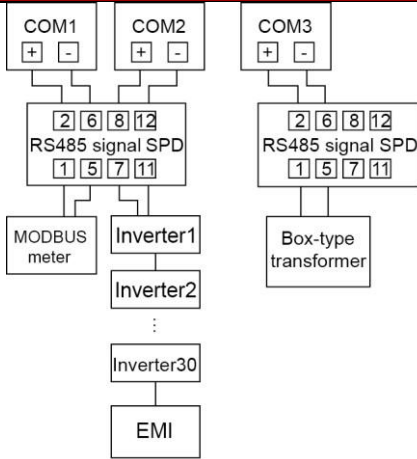 COM1 COM2 COM3
+ - + - + -
2 6 8 12 2 6 8 12
RS485 signal SPD RS485 signal SPD
1 5 7 11 1 5 7 11
MODBUS
meter
Inverter1
Inverter2
⋮
Inverter30
EMI
Box-type
transformer